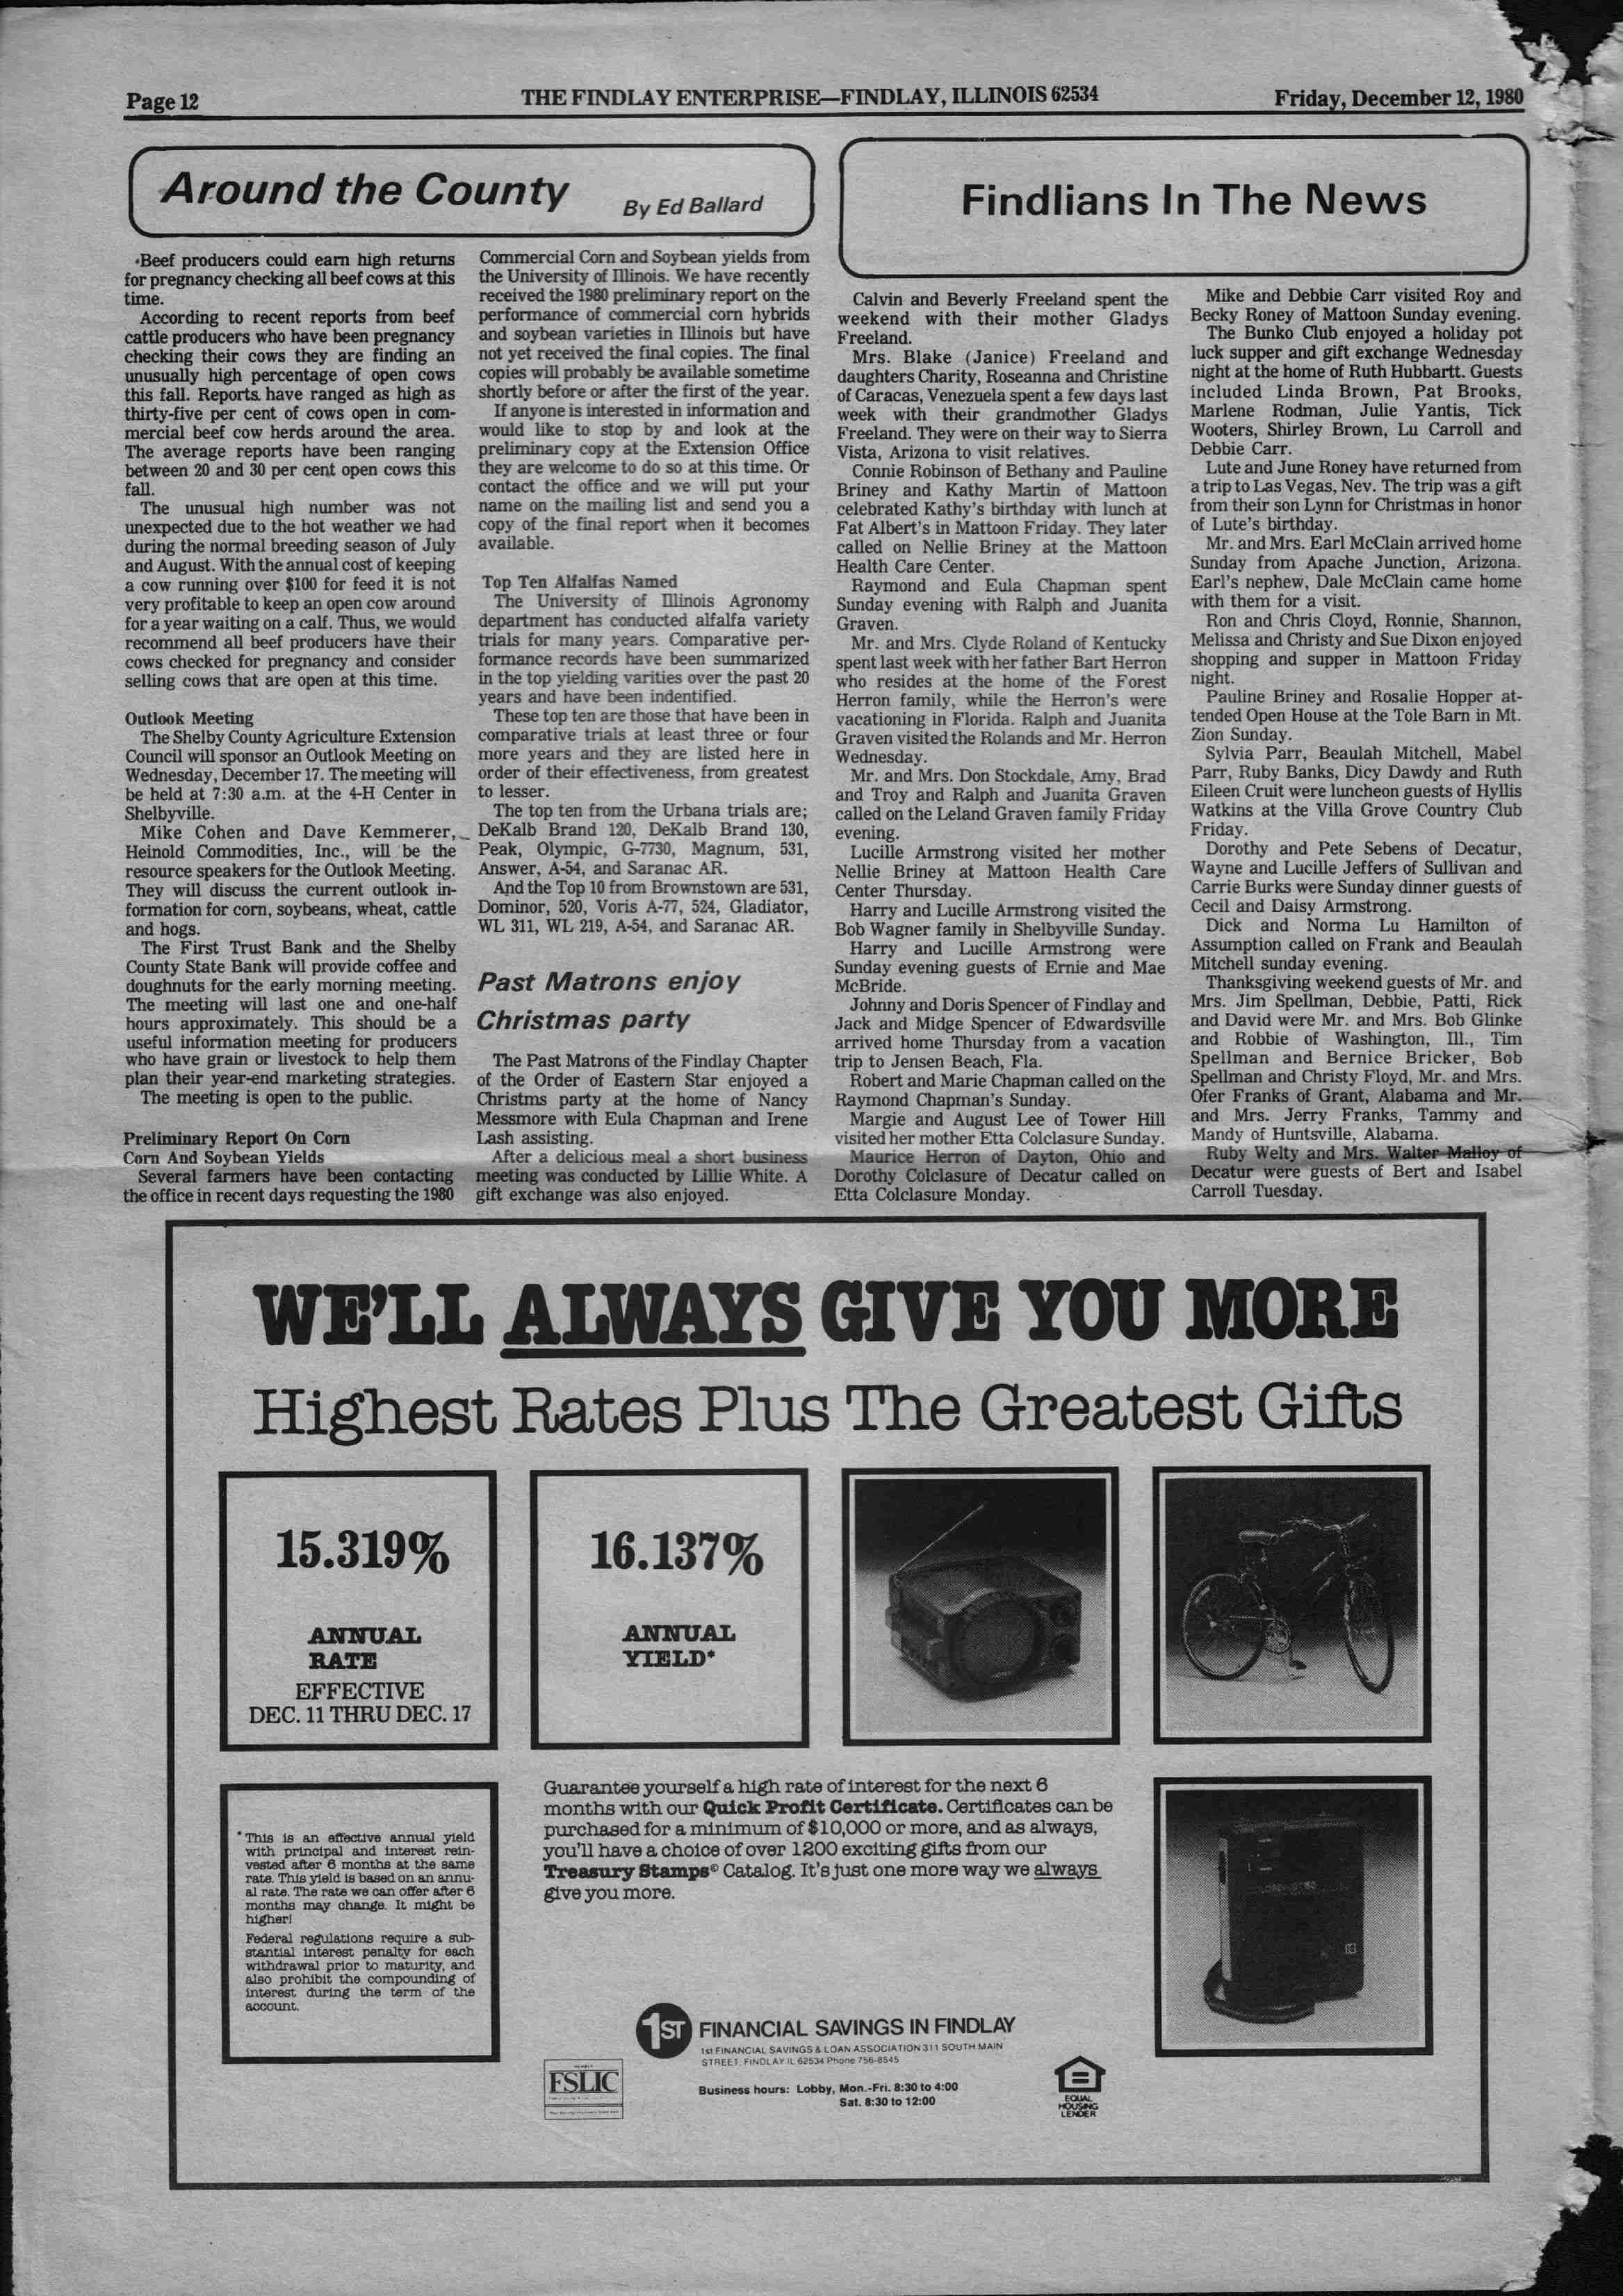 Page 12
THE FINDLAY ENTERPRISE—FINDLAY, ILLINOIS 62534
Friday, December 12, 1980
Around the County
By Ed Ballard
Beef producers could earn high returns
for pregnancy checking all beef cows at this
time.
According to recent reports from beef
cattle producers who have been pregnancy
checking their cows they are finding an
unusually high percentage of open cows
this fall. Reports have ranged as high as
thirty-five per cent of cows open in com-
mercial beef cow herds around the area.
The average reports have been ranging
between 20 and 30 per cent open cows this
fall.
The unusual high number was not
unexpected due to the hot weather we had
during the normal breeding season of July
and August. With the annual cost of keeping
a cow running over $100 for feed it is not
very profitable to keep an open cow around
for a year waiting on a calf. Thus, we would
recommend all beef producers have their
cows checked for pregnancy and consider
selling cows that are open at this time.
Outlook Meeting
The Shelby County Agriculture Extension
Council will sponsor an Outlook Meeting on
Wednesday, December 17. The meeting will
be held at 7:30 a.m. at the 4-H Center in
Shelbyville.
Mike Cohen and Dave Kemmerer,
Heinold Commodities, Inc., will be the
resource speakers for the Outlook Meeting.
They will discuss the current outlook in-
formation for corn, soybeans, wheat, cattle
and hogs.
The First Trust Bank and the Shelby
County State Bank will provide coffee and
doughnuts for the early morning meeting.
The meeting will last one and one-half
hours approximately. This should be a
useful information meeting for producers
who have grain or livestock to help them
plan their year-end marketing strategies.
The meeting is open to the public.
Preliminary Report On Corn
Corn And Soybean Yields
Several farmers have been contacting
the office in recent days requesting the 1980
Commercial Corn and Soybean yields from
the University of Illinois. We have recently
received the 1980 preliminary report on the
performance of commercial corn hybrids
and soybean varieties in Illinois but have
not yet received the final copies. The final
copies will probably be available sometime
shortly before or after the first of the year.
If anyone is interested in information and
would like to stop by and look at the
preliminary copy at the Extension Office
they are welcome to do so at this time. Or
contact the office and we will put your
name on the mailing list and send you a
copy of the final report when it becomes
available.
Top Ten Alfalfas Named
The University of Illinois Agronomy
department has conducted alfalfa variety
trials for many years. Comparative per-
formance records have been summarized
in the top yielding varities over the past 20
years and have been indentified.
These top ten are those that have been in
comparative trials at least three or four
more years and they are listed here in
order of their effectiveness, from greatest
to lesser.
The top ten from the Urbana trials are;
DeKalb Brand 120, DeKalb Brand 130,
Peak, Olympic, G-7730, Magnum, 531,
Answer, A-54, and Saranac AR.
And the Top 10 from Brownstown are 531,
Dominor, 520, Voris A-77, 524, Gladiator,
WL 311, WL 219, A-54, and Saranac AR.
Past Matrons enjoy
Christmas party
The Past Matrons of the Findlay Chapter
of the Order of Eastern Star enjoyed a
Christms party at the home of Nancy
Messmore with Eula Chapman and Irene
Lash assisting.
After a delicious meal a short business
meeting was conducted by Lillie White. A
gift exchange was also enjoyed.
Findlians In The News
Calvin and Beverly Freeland spent the
weekend with their mother Gladys
Freeland.
Mrs. Blake (Janice) Freeland and
daughters Charity, Roseanna and Christine
of Caracas, Venezuela spent a few days last
week with their grandmother Gladys
Freeland. They were on their way to Sierra
Vista, Arizona to visit relatives.
Connie Robinson of Bethany and Pauline
Briney and Kathy Martin of Mattoon
celebrated Kathy's birthday with lunch at
Fat Albert's in Mattoon Friday. They later
called on Nellie Briney at the Mattoon
Health Care Center.
Raymond and Eula Chapman spent
Sunday evening with Ralph and Juanita
Graven.
Mr. and Mrs. Clyde Roland of Kentucky
spent last week with her father Bart Herron
who resides at the home of the Forest
Herron family, while the Herron's were
vacationing in Florida. Ralph and Juanita
Graven visited the Rolands and Mr. Herron
Wednesday.
Mr. and Mrs. Don Stockdale, Amy, Brad
and Troy and Ralph and Juanita Graven
called on the Leland Graven family Friday
evening.
Lucille Armstrong visited her mother
Nellie Briney at Mattoon Health Care
Center Thursday.
Harry and Lucille Armstrong visited the
Bob Wagner family in Shelbyville Sunday.
Harry and Lucille Armstrong were
Sunday evening guests of Ernie and Mae
McBride.
Johnny and Doris Spencer of Findlay and
Jack and Midge Spencer of Edwardsville
arrived home Thursday from a vacation
trip to Jensen Beach, Fla.
Robert and Marie Chapman called on the
Raymond Chapman's Sunday.
Margie and August Lee of Tower Hill
visited her mother Etta Colclasure Sunday.
Maurice Herron of Dayton, Ohio and
Dorothy Colclasure of Decatur called on
Etta Colclasure Monday.
Mike and Debbie Carr visited Roy and
Becky Roney of Mattoon Sunday evening.
The Bunko Club enjoyed a holiday pot
luck supper and gift exchange Wednesday
night at the home of Ruth Hubbartt. Guests
included Linda Brown, Pat Brooks,
Marlene Rodman, Julie Yantis, Tick
Wooters, Shirley Brown, Lu Carroll and
Debbie Carr.
Lute and June Roney have returned from
a trip to Las Vegas, Nev. The trip was a gift
from their son Lynn for Christmas in honor
of Lute's birthday.
Mr. and Mrs. Earl McClain arrived home
Sunday from Apache Junction, Arizona.
Earl's nephew, Dale McClain came home
with them for a visit.
Ron and Chris Cloyd, Ronnie, Shannon,
Melissa and Christy and Sue Dixon enjoyed
shopping and supper in Mattoon Friday
night.
Pauline Briney and Rosalie Hopper at-
tended Open House at the Tole Barn in Mt.
Zion Sunday.
Sylvia Parr, Beaulah Mitchell, Mabel
Parr, Ruby Banks, Dicy Dawdy and Ruth
Eileen Cruit were luncheon guests of Hyllis
Watkins at the Villa Grove Country Club
Friday.
Dorothy and Pete Sebens of Decatur,
Wayne and Lucille Jeffers of Sullivan and
Carrie Burks were Sunday dinner guests of
Cecil and Daisy Armstrong.
Dick and Norma Lu Hamilton of
Assumption called on Frank and Beaulah
Mitchell sunday evening.
Thanksgiving weekend guests of Mr. and
Mrs. Jim Spellman, Debbie, Patti, Rick
and David were Mr. and Mrs. Bob Glinke
and Robbie of Washington, Ill., Tim
Spellman and Bernice Bricker, Bob
Spellman and Christy Floyd, Mr. and Mrs.
Ofer Franks of Grant, Alabama and Mr.
and Mrs. Jerry Franks, Tammy and
Mandy of Huntsville, Alabama.
Ruby Welty and Mrs. Walter Malloy of
Decatur were guests of Bert and Isabel
Carroll Tuesday.
WE'LL ALWAYS GIVE YOU MORE
Highest Rates Plus The Greatest Gifts
15.319%
ANNUAL
RATE
EFFECTIVE
DEC. 11 THRU DEC. 17
16.137%
ANNUAL
YIELD*
*This is an effective annual yield
with principal and interest rein-
vested after 6 months at the same
rate. This yield is based on an annu-
al rate. The rate we can offer after 6
months may change. It might be
higher!
Federal regulations require a sub-
stantial interest penalty for each
withdrawal prior to maturity, and
also prohibit the compounding of
interest during the term of the
account.
Guarantee yourself a high rate of interest for the next 6
months with our Quick Profit Certificate. Certificates can be
purchased for a minimum of $10,000 or more, and as always,
you'll have a choice of over 1200 exciting gifts from our
Treasury Stamps© Catalog. It's just one more way we always
give you more.
1ST FINANCIAL SAVINGS IN FINDLAY
1st FINANCIAL SAVINGS & LOAN ASSOCIATION 311 SOUTH MAIN
STREET, FINDLAY IL 62534 Phone 756-8545
Business hours: Lobby, Mon.-Fri. 8:30 to 4:00
Sat. 8:30 to 12:00
FSLIC
EQUAL
HOUSING
LENDER